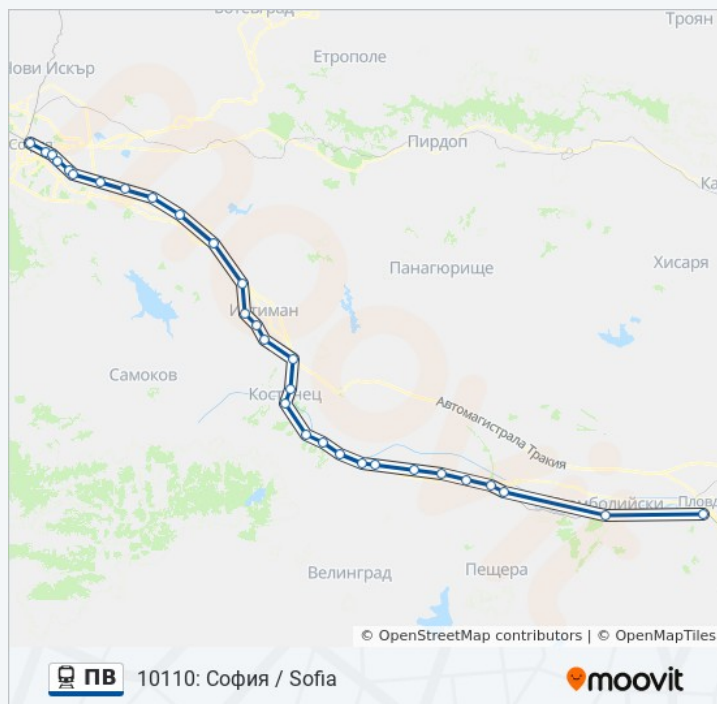 Ботевград
Троян
Етрополе
Нови Искър
Пирдоп
Ка
Хисаря
Панагюрище
Ихтиман
Самоков
Костенец
Автомагистрала Тракия
Пловд
Велинград
Пещера
© OpenStreetMap contributors | © OpenMapTiles
ПВ 10110: София / Sofia
moovit